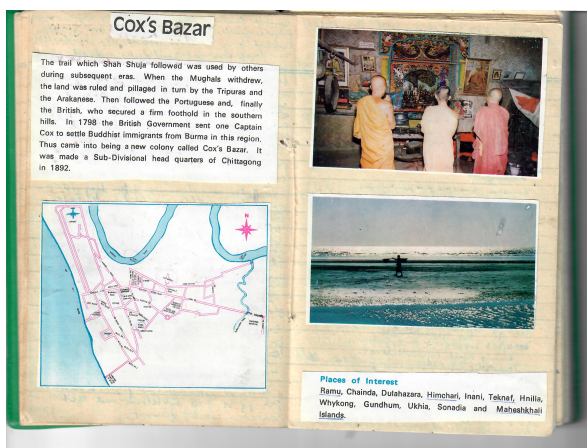 Cox's Bazar
The trail which Shah Shuja followed was used by others
during subsequent eras. When the Mughals withdrew,
the land was ruled and pillaged in turn by the Tripuras and
the Arakanese. Then followed the Portuguese and, finally
the British, who secured a firm foothold in the southern
hills. In 1798 the British Government sent one Captain
Cox to settle Buddhist immigrants from Burma in this region.
Thus came into being a new colony called Cox's Bazar. It
was made a Sub-Divisional head quarters of Chittagong
in 1892.
N
Places of Interest
Ramu, Chainda, Dulahazara, Himchari, Inani, Teknaf, Hnilla,
Whykong, Gundhum, Ukhia, Sonadia and Maheshkhali
Islands.